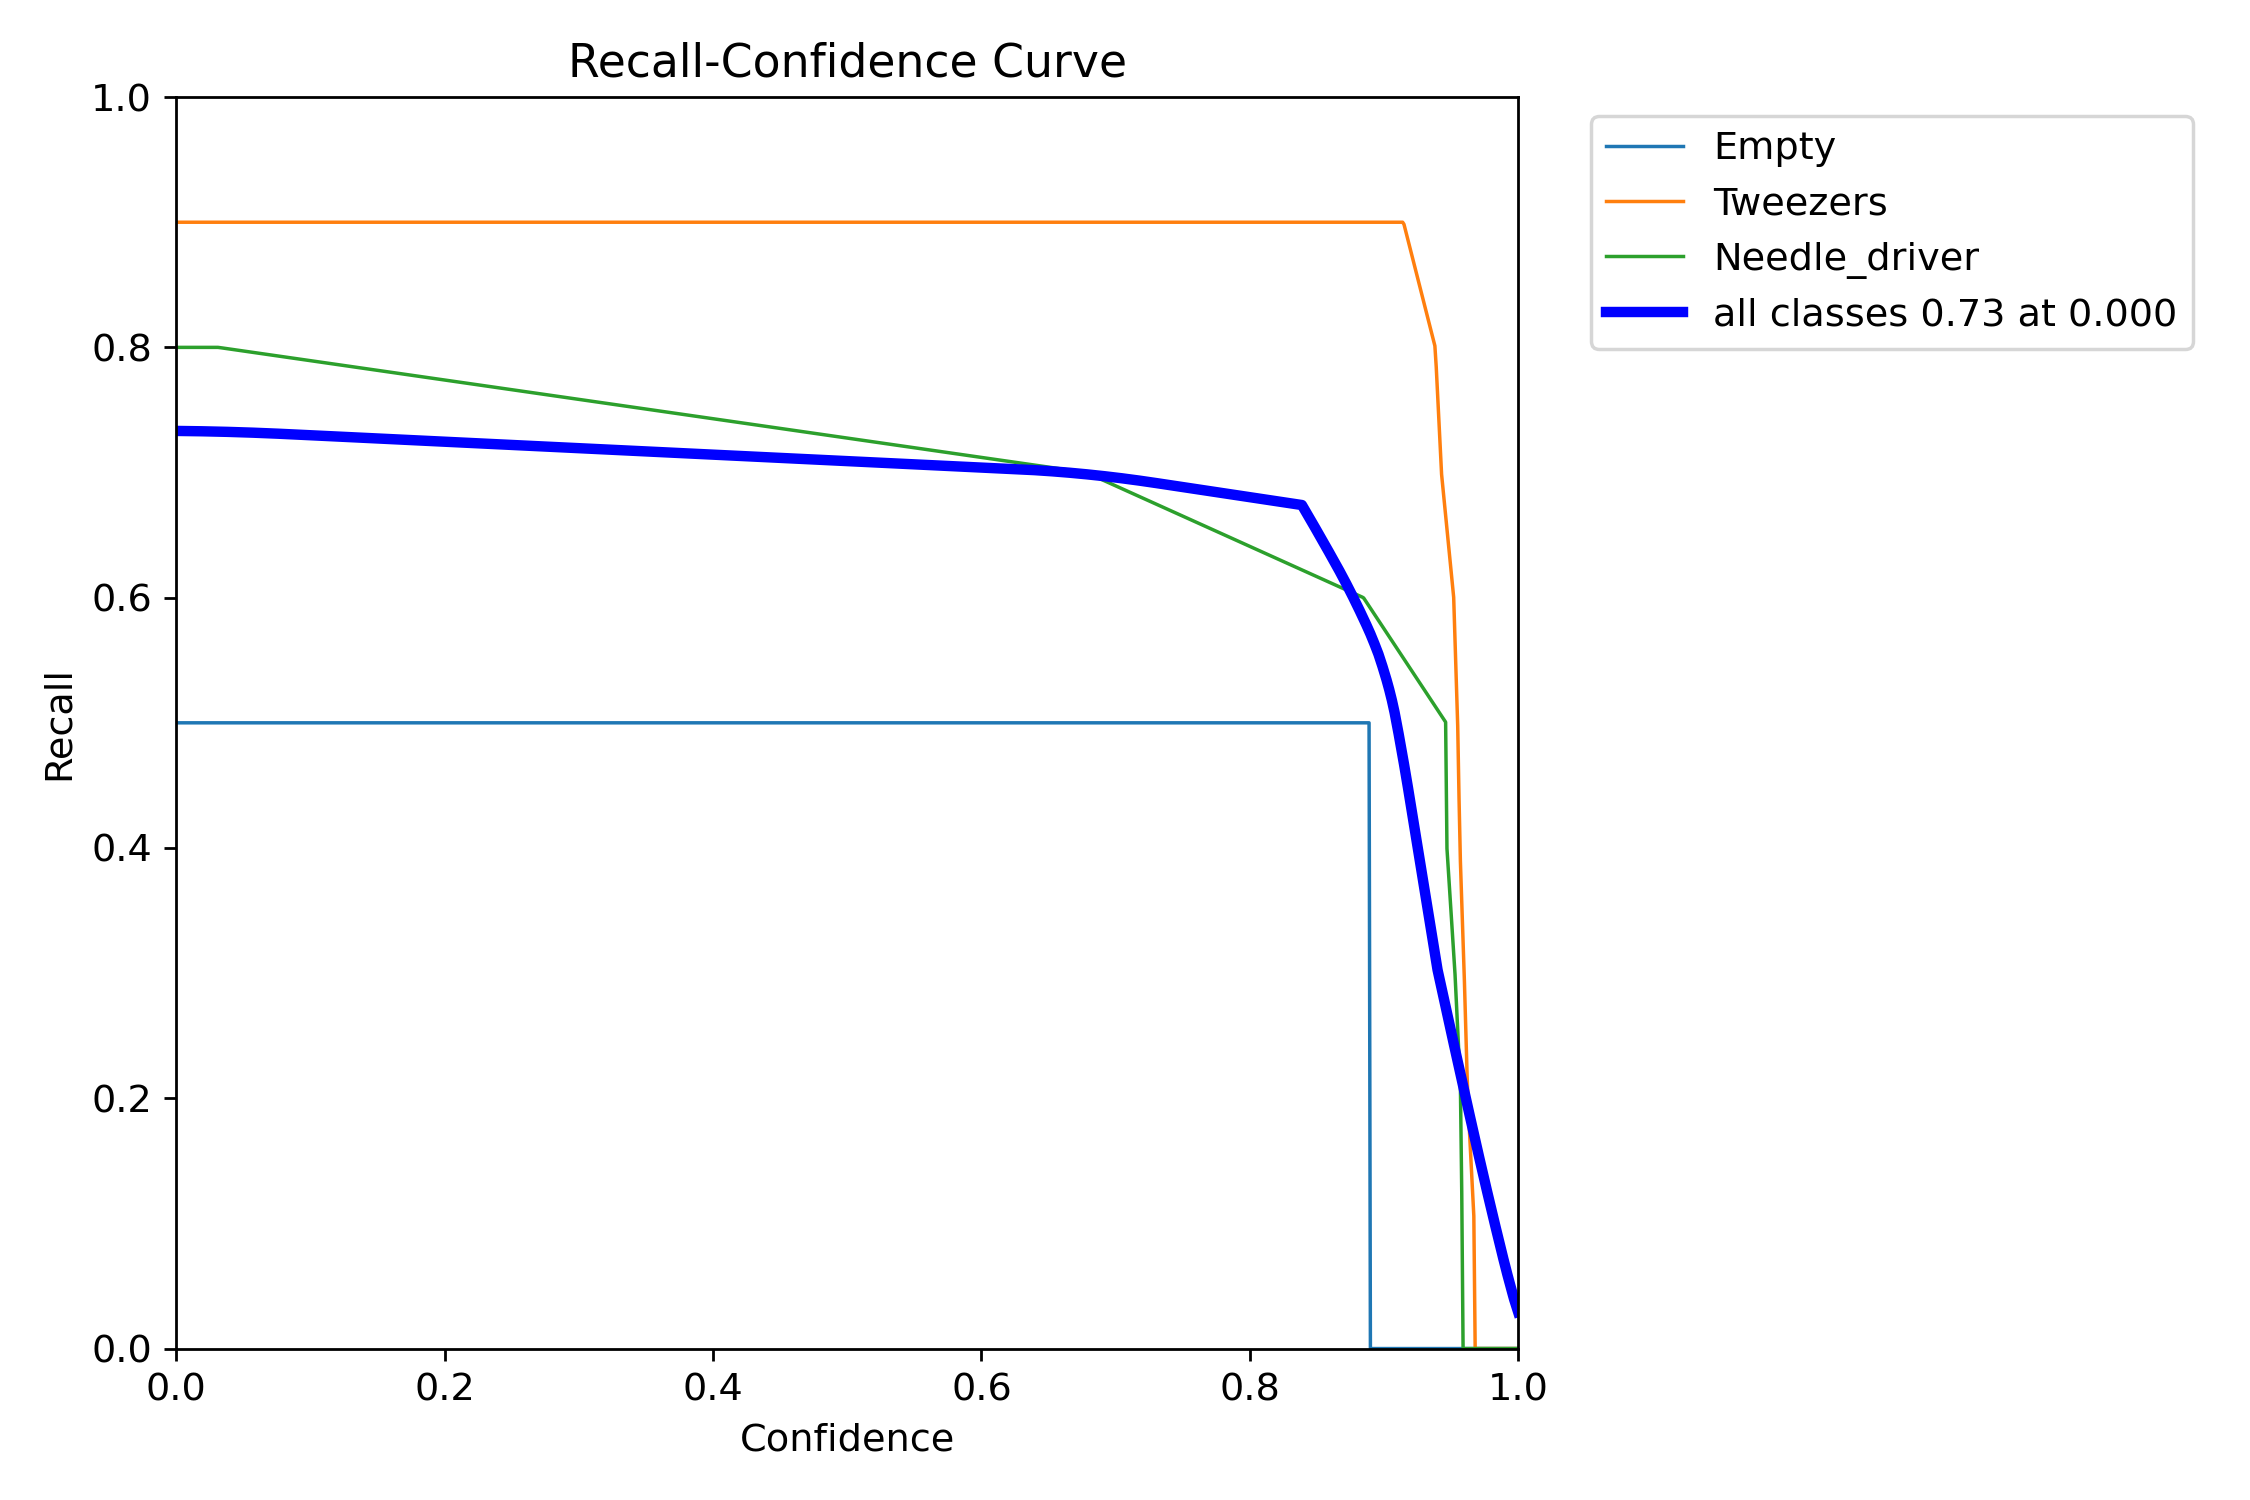 Recall-Confidence Curve
1.0
0.8
0.6
0.4
0.2
0.0
Recall
0.0 0.2 0.4 0.6 0.8 1.0
Confidence
Empty
Tweezers
Needle_driver
all classes 0.73 at 0.000